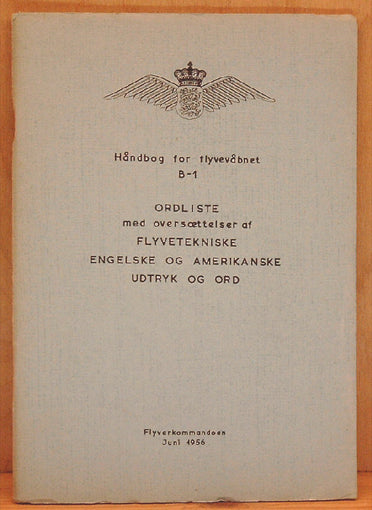 Håndbog for flyvevåbnet
B-1
ORDLISTE
med oversættelser af
FLYVETEKNISKE
ENGELSKE OG AMERIKANSKE
UDTRYK OG ORD
Flyverkommandoen
Juni 1956